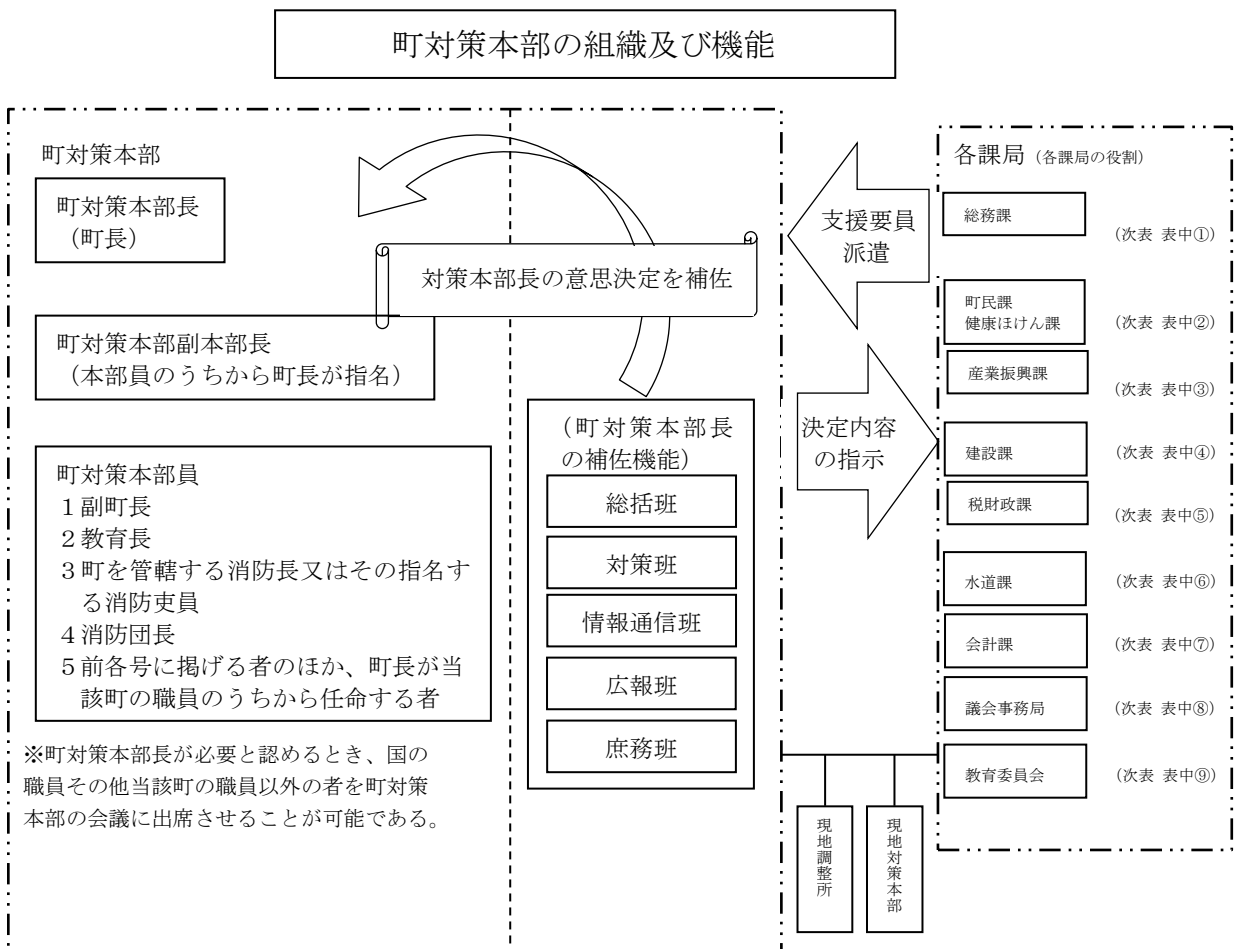 町対策本部の組織及び機能
町対策本部
町対策本部長
（町長）
町対策本部副本部長
（本部員のうちから町長が指名）
町対策本部員
１副町長
２教育長
３町を管轄する消防長又はその指名す
る消防吏員
４消防団長
５前各号に掲げる者のほか、町長が当
該町の職員のうちから任命する者
※町対策本部長が必要と認めるとき、国の
職員その他当該町の職員以外の者を町対策
本部の会議に出席させることが可能である。
対策本部長の意思決定を補佐
（町対策本部長
の補佐機能）
総括班
対策班
情報通信班
広報班
庶務班
支援要員
派遣
決定内容
の指示
現地調整所
現地対策本部
各課局（各課局の役割）
総務課
（次表 表中①）
町民課
健康ほけん課
（次表 表中②）
産業振興課
（次表 表中③）
建設課
（次表 表中④）
税財政課
（次表 表中⑤）
水道課
（次表 表中⑥）
会計課
（次表 表中⑦）
議会事務局
（次表 表中⑧）
教育委員会
（次表 表中⑨）